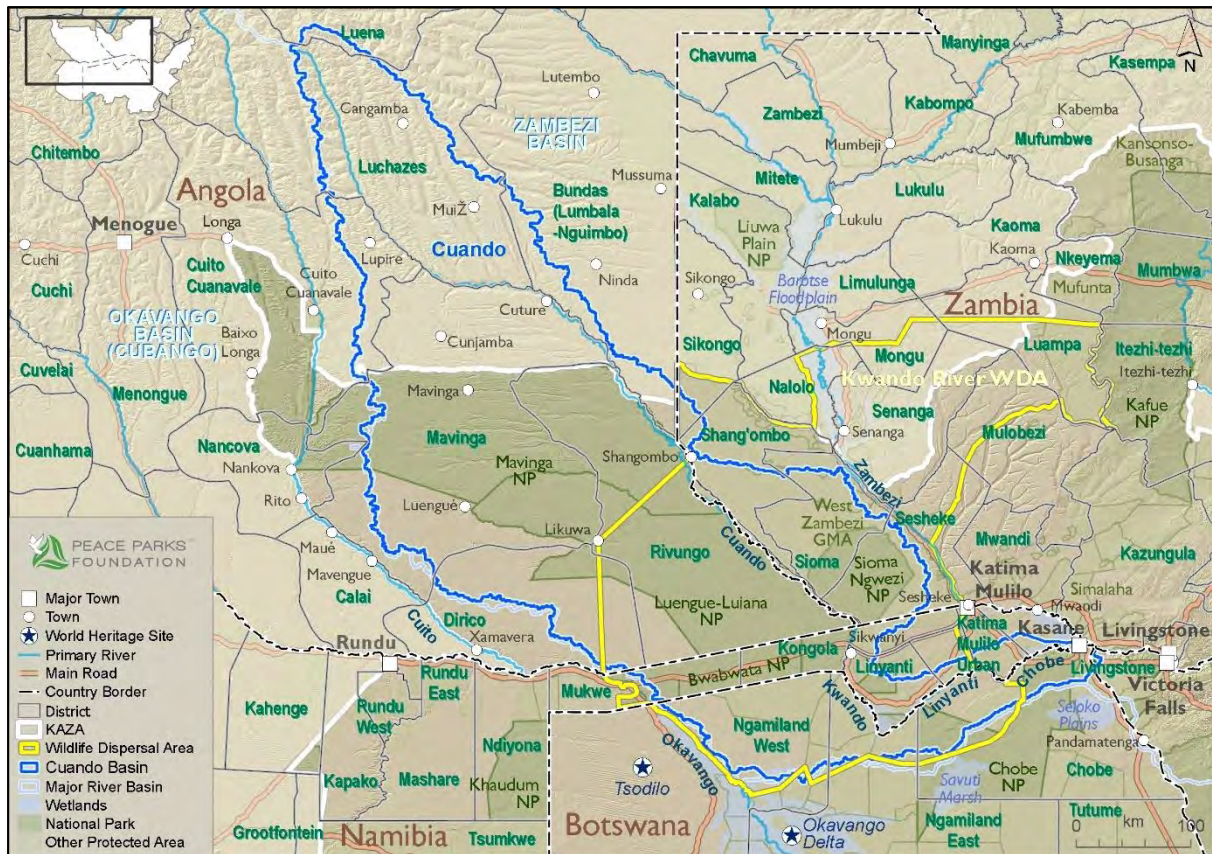 Luena
Manyinga
Chavuma
Kasempa
N
Lutembo
Cangamba
ZAMBEZI
BASIN
Zambezi
Kabompo
Kabemba
Mufumbwe
Mumbeji
Chitembo
Luchazes
Kansonso-
Busanga
Angola
Mussuma
Mitete
Lukulu
Kalabo
Bundas
(Lumbala
-Nguimbo)
MuiŽ
Liuwa
Plain
NP
Lukulu
Kaoma
Menogue
Longa
Cuando
Kaoma
Nkeyema
Mumbwa
Cuchi
Cuito
Cuanavale
Lupire
Ninda
Sikongo
Barotse
Floodplain
Limulunga
Mufunta
Cuchi
Cuito
Cuanavale
Cuture
Zambia
OKAVANGO
BASIN
(CUBANGO)
Baixo
Longa
Cunjamba
Mongu
Sikongo
Mongu
Luampa
Itezhi-tezhi
Cuvelai
Menongue
Mavinga
Nalolo
Kwando River WDA
Itezhi-tezhi
Senanga
Kafue
NP
Cuanhama
Nancova
Mavinga
Shang'ombo
Senanga
Mulobezi
Nankova
Mavinga
NP
Shangombo
Zambezi
Rito
Luengué
West
Zambezi
GMA
Sesheke
Maué
Likuwa
Rivungo
Cuando
Mwandi
Kazungula
PEACE PARKS
FOUNDATION
Mavengue
Sioma
Sioma
Ngwezi
NP
Katima
Mulilo
Simalaha
Calai
Luengue-Luiana
NP
Sesheke
Mwandi
Major Town
Town
World Heritage Site
Primary River
Main Road
Country Border
District
KAZA
Wildlife Dispersal Area
Cuando Basin
Major River Basin
Wetlands
National Park
Other Protected Area
Cuito
Dirico
Xamavera
Rundu
Rundu
East
Kongola
Sikwanyi
Katima
Mulilo
Urban
Kasane
Livingstone
Bwabwata NP
Linyanti
Chobe
Livingstone
Mukwe
Kwando
Linyanti
Victoria
Falls
Kahenge
Rundu
West
Ngamiland
West
Seloko
Plains
Ndiyona
Okavango
Pandamatenga
Kapako
Mashare
Khaudum
NP
Tsodilo
Savuti
Marsh
Chobe
NP
Chobe
Grootfontein
Namibia
Tsumkwe
Botswana
Okavango
Delta
Ngamiland
East
Tutume
0 km 100